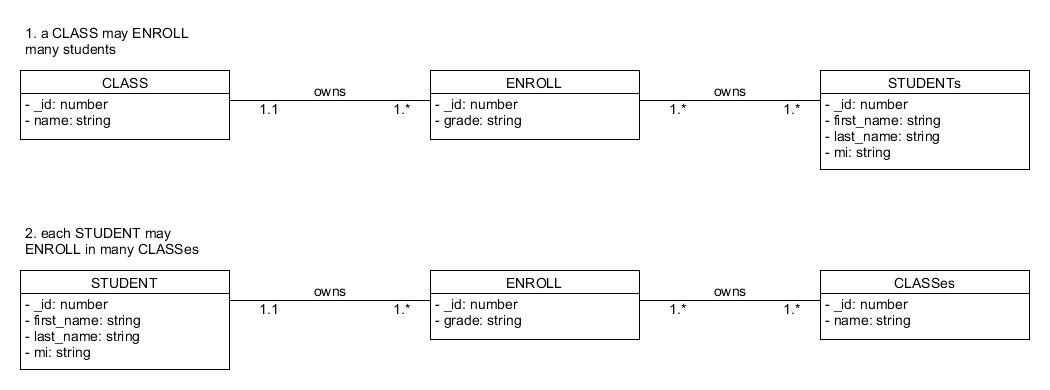 1. a CLASS may ENROLL
many students
CLASS
- _id: number
- name: string
owns
1.1
1.*
ENROLL
- _id: number
- grade: string
owns
1.*
1.*
STUDENTs
- _id: number
- first_name: string
- last_name: string
- mi: string
2. each STUDENT may
ENROLL in many CLASSes
STUDENT
- _id: number
- first_name: string
- last_name: string
- mi: string
owns
1.1
1.*
ENROLL
- _id: number
- grade: string
owns
1.*
1.*
CLASSes
- _id: number
- name: string